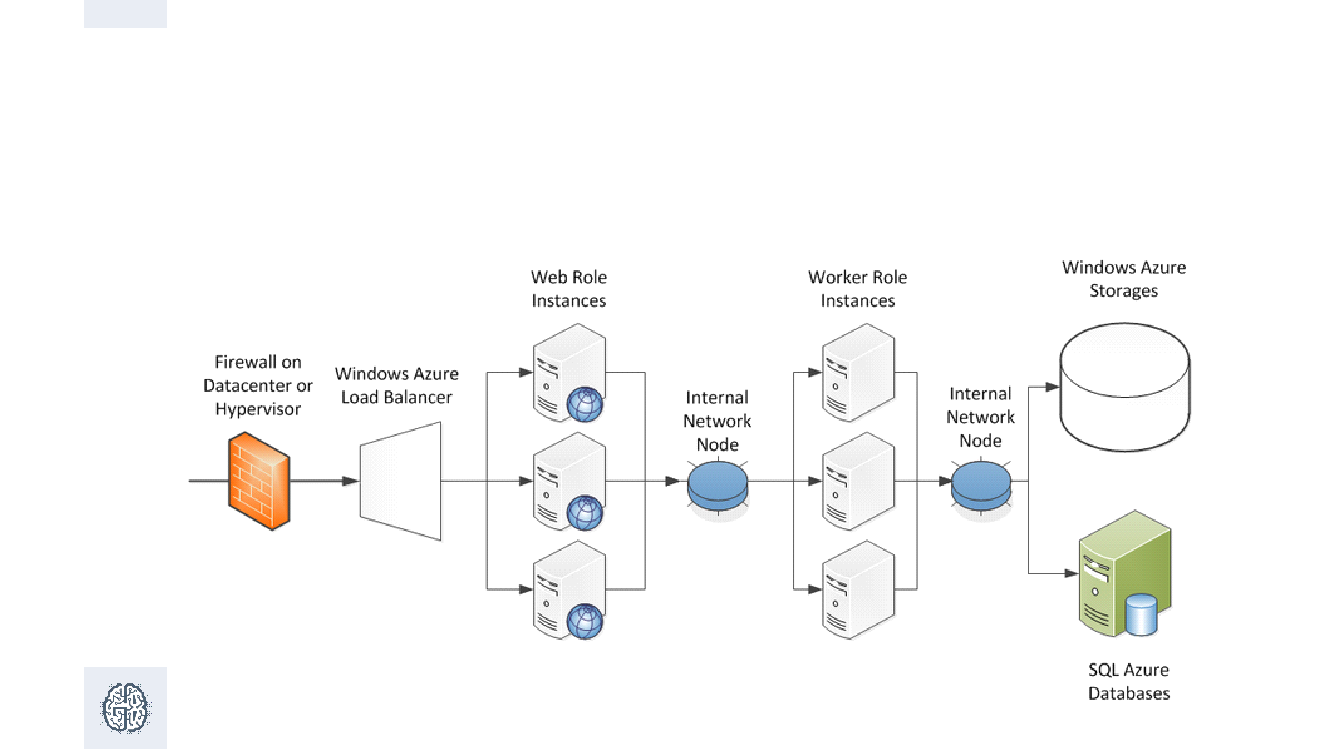 Firewall on
Datacenter or
Hypervisor
Windows Azure
Load Balancer
Web Role
Instances
Internal
Network
Node
Worker Role
Instances
Internal
Network
Node
Windows Azure
Storages
SQL Azure
Databases